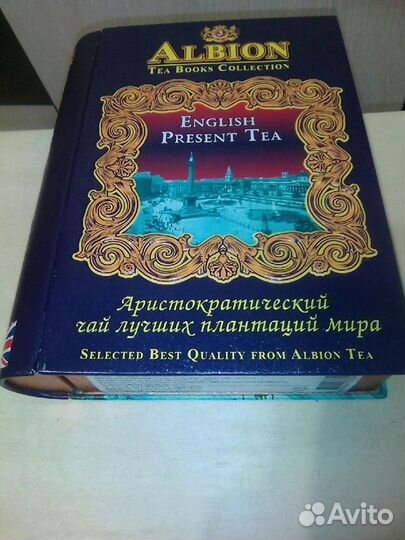 ALBION
TEA BOOKS COLLECTION
ENGLISH
PRESENT TEA
Аристократический
чай лучших плантаций мира
SELECTED BEST QUALITY FROM ALBION TEA
Avito